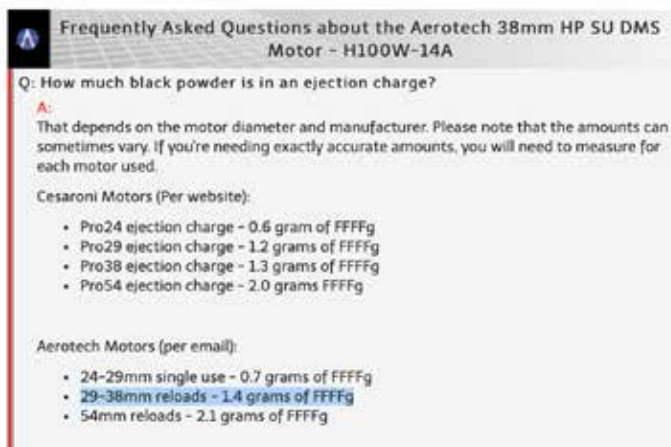 Frequently Asked Questions about the Aerotech 38mm HP SU DMS
Motor - H100W-14A
Q: How much black powder is in an ejection charge?
A:
That depends on the motor diameter and manufacturer. Please note that the amounts can
sometimes vary. If you're needing exactly accurate amounts, you will need to measure for
each motor used.
Cesaroni Motors (Per website):
• Pro24 ejection charge - 0.6 gram of FFFFg
• Pro29 ejection charge - 1.2 grams of FFFFg
• Pro38 ejection charge - 1.3 grams of FFFFg
• Pro54 ejection charge - 2.0 grams FFFFg
Aerotech Motors (per email):
• 24-29mm single use - 0.7 grams of FFFFg
• 29-38mm reloads - 1.4 grams of FFFFg
• 54mm reloads - 2.1 grams of FFFFg